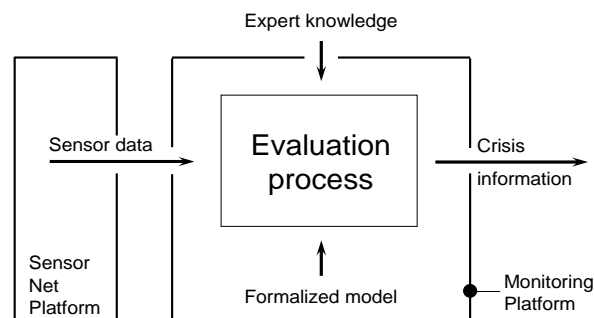 Expert knowledge
Sensor data
Evaluation
process
Crisis
information
Sensor
Net
Platform
Formalized model
Monitoring
Platform